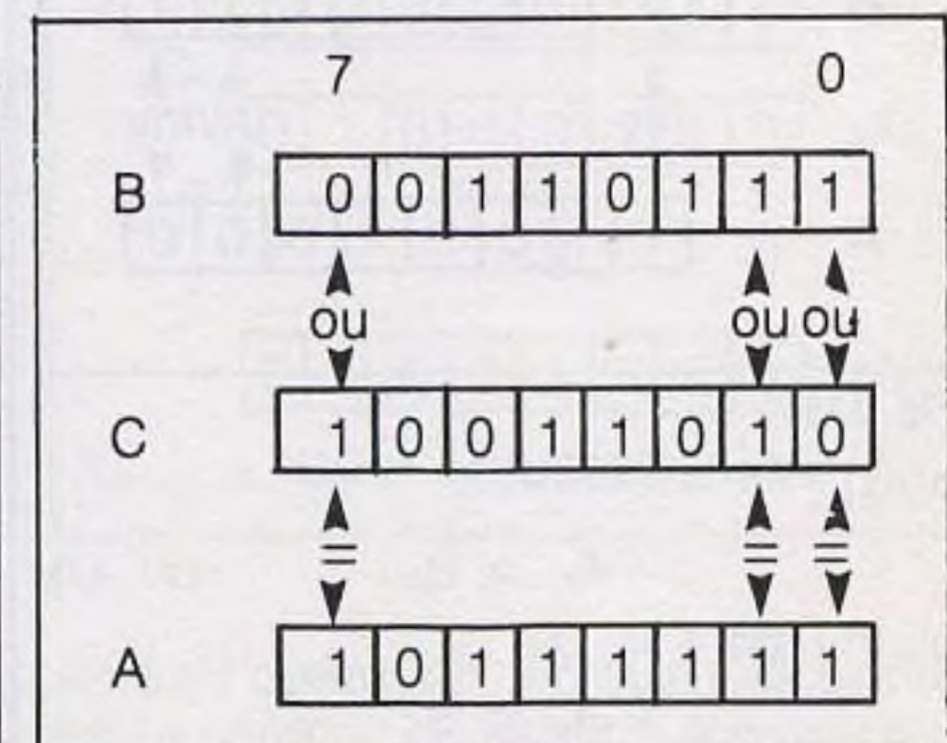 7 0
B 0 0 1 1 0 1 1 1
ou ou ou
C 1 0 0 1 1 0 1 0
= = =
A 1 0 1 1 1 1 1 1